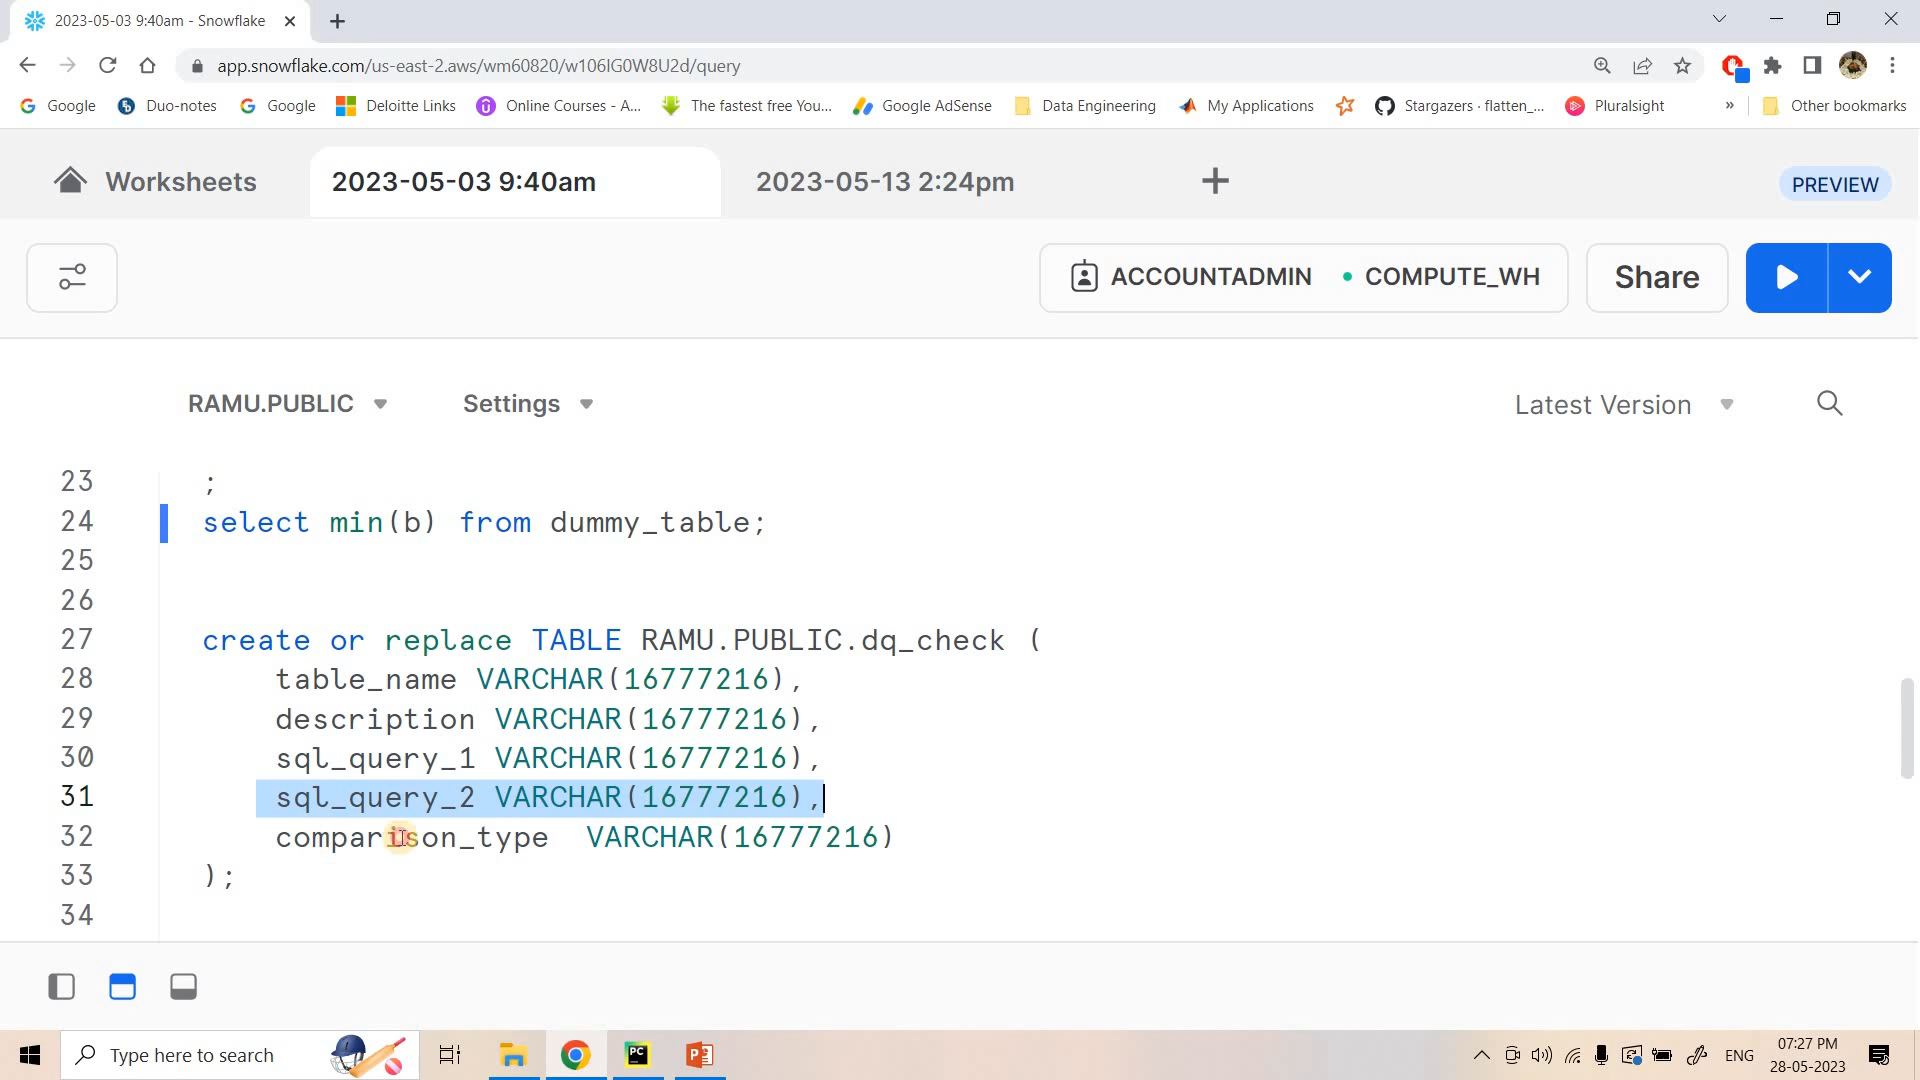 2023-05-03 9:40am - Snowflake
app.snowflake.com/us-east-2.aws/wm60820/w106IG0W8U2d/query
Google Duo-notes Google Deloitte Links Online Courses - A... The fastest free You... Google AdSense Data Engineering My Applications Stargazers · flatten_... Pluralsight » Other bookmarks
Worksheets 2023-05-03 9:40am 2023-05-13 2:24pm PREVIEW
ACCOUNTADMIN COMPUTE_WH Share
RAMU.PUBLIC Settings Latest Version
23 ;
24 select min(b) from dummy_table;
25
26
27 create or replace TABLE RAMU.PUBLIC.dq_check (
28 table_name VARCHAR(16777216),
29 description VARCHAR(16777216),
30 sql_query_1 VARCHAR(16777216),
31 sql_query_2 VARCHAR(16777216),
32 comparison_type VARCHAR(16777216)
33 );
34
Type here to search PC P ENG 07:27 PM
28-05-2023